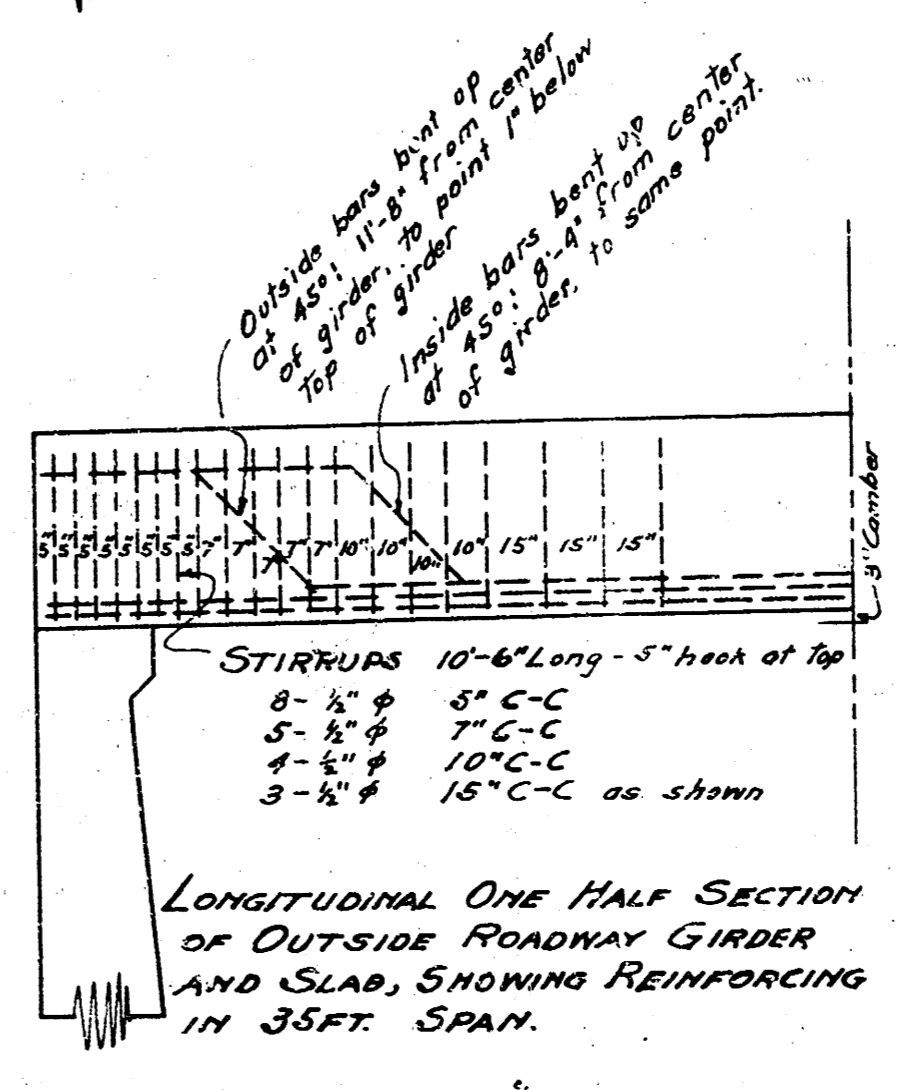 Outside bars bent up
at 45°: 11'-8" from center
of girder, to point 1" below
top of girder
Inside bars bent up
at 45°: 8'-4" from center
of girder, to same point.
5" 5" 5" 5" 5" 5" 5" 5" 7" 7" 7" 7" 7" 10" 10" 10" 10" 15" 15" 15"
3" Camber
STIRRUPS 10'-6" Long - 5" hook at top
8 - ½" ϕ 5" C-C
5 - ½" ϕ 7" C-C
4 - ½" ϕ 10" C-C
3 - ½" ϕ 15" C-C as shown
LONGITUDINAL ONE HALF SECTION
OF OUTSIDE ROADWAY GIRDER
AND SLAB, SHOWING REINFORCING
IN 35FT. SPAN.